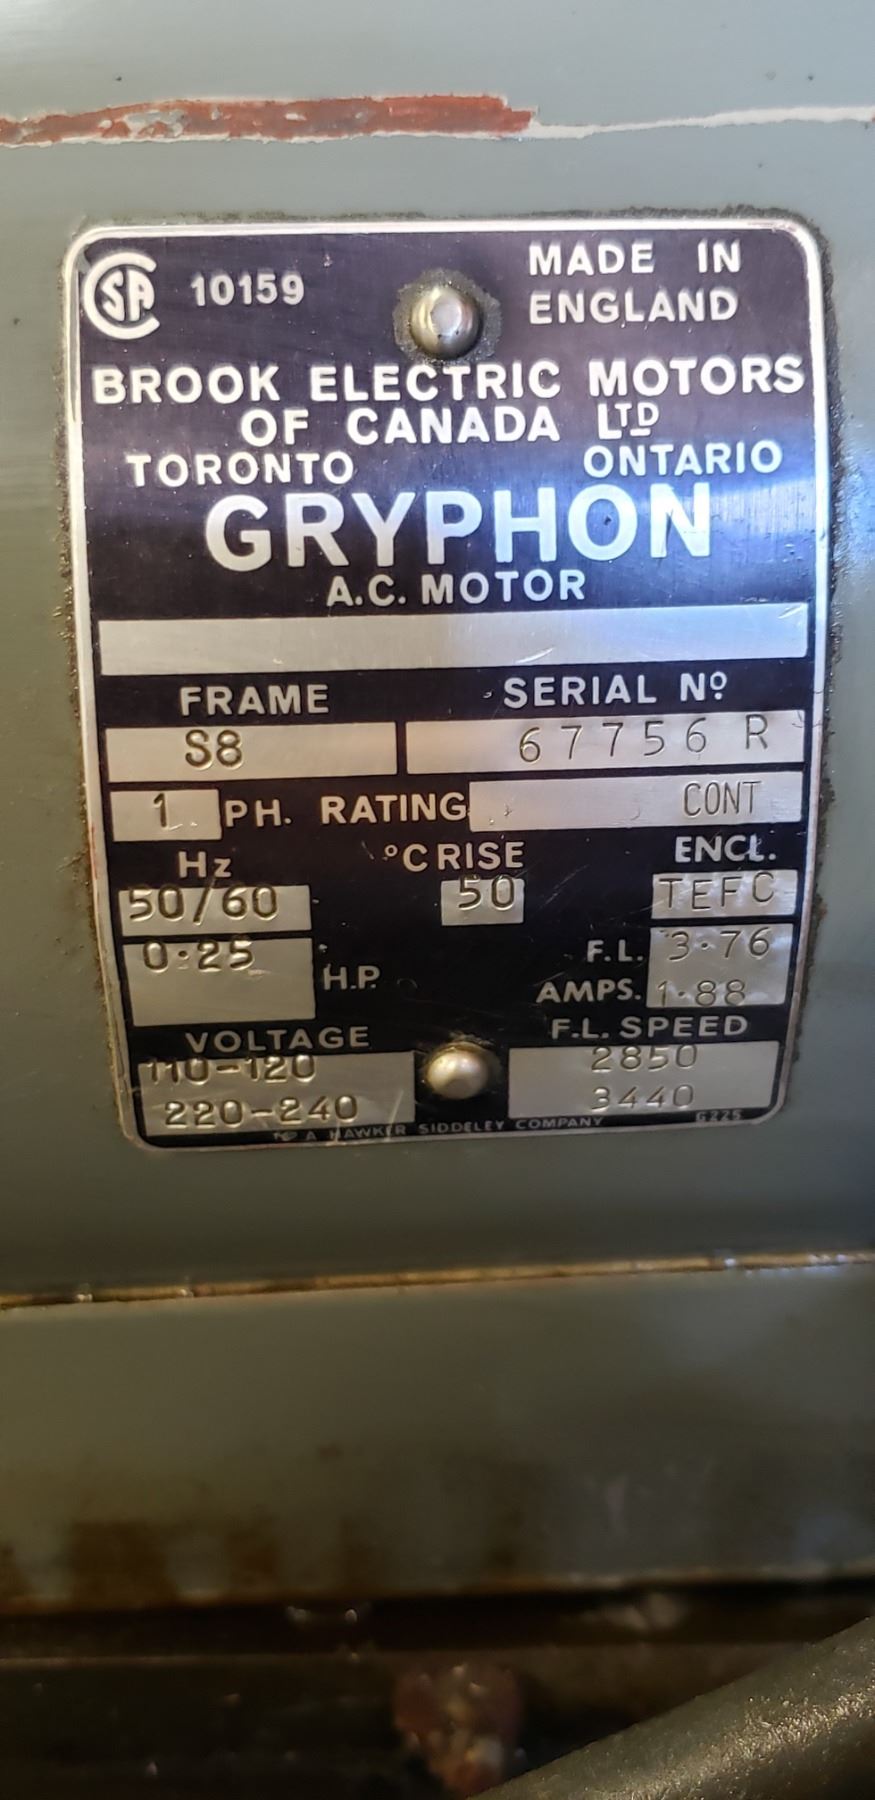 CSA 10159
MADE IN
ENGLAND
BROOK ELECTRIC MOTORS
OF CANADA LTD
TORONTO ONTARIO
GRYPHON
A.C. MOTOR
FRAME SERIAL Nº
S8 67756 R
1 PH. RATING CONT
Hz °C RISE ENCL.
50/60 50 TEFC
0·25 H.P. F.L. 3·76
AMPS. 1·88
VOLTAGE F.L. SPEED
110-120 2850
220-240 3440
A HAWKER SIDDELEY COMPANY G225